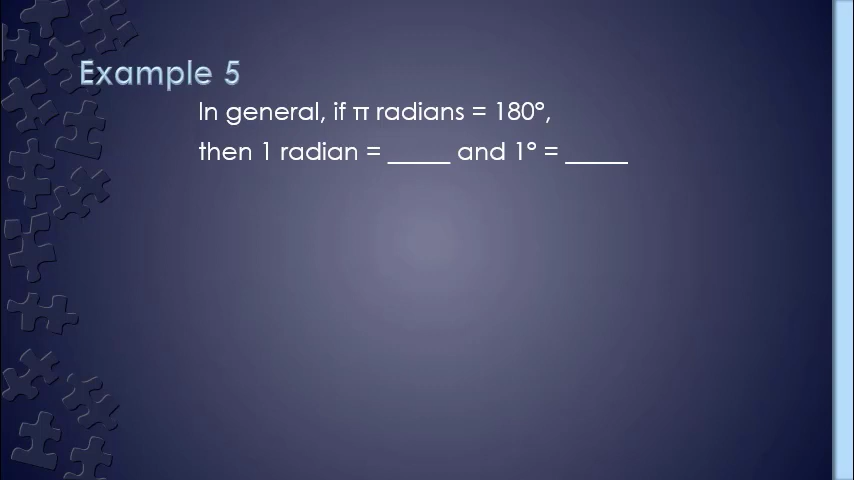 Example 5
In general, if π radians = 180°,
then 1 radian = _____ and 1° = _____